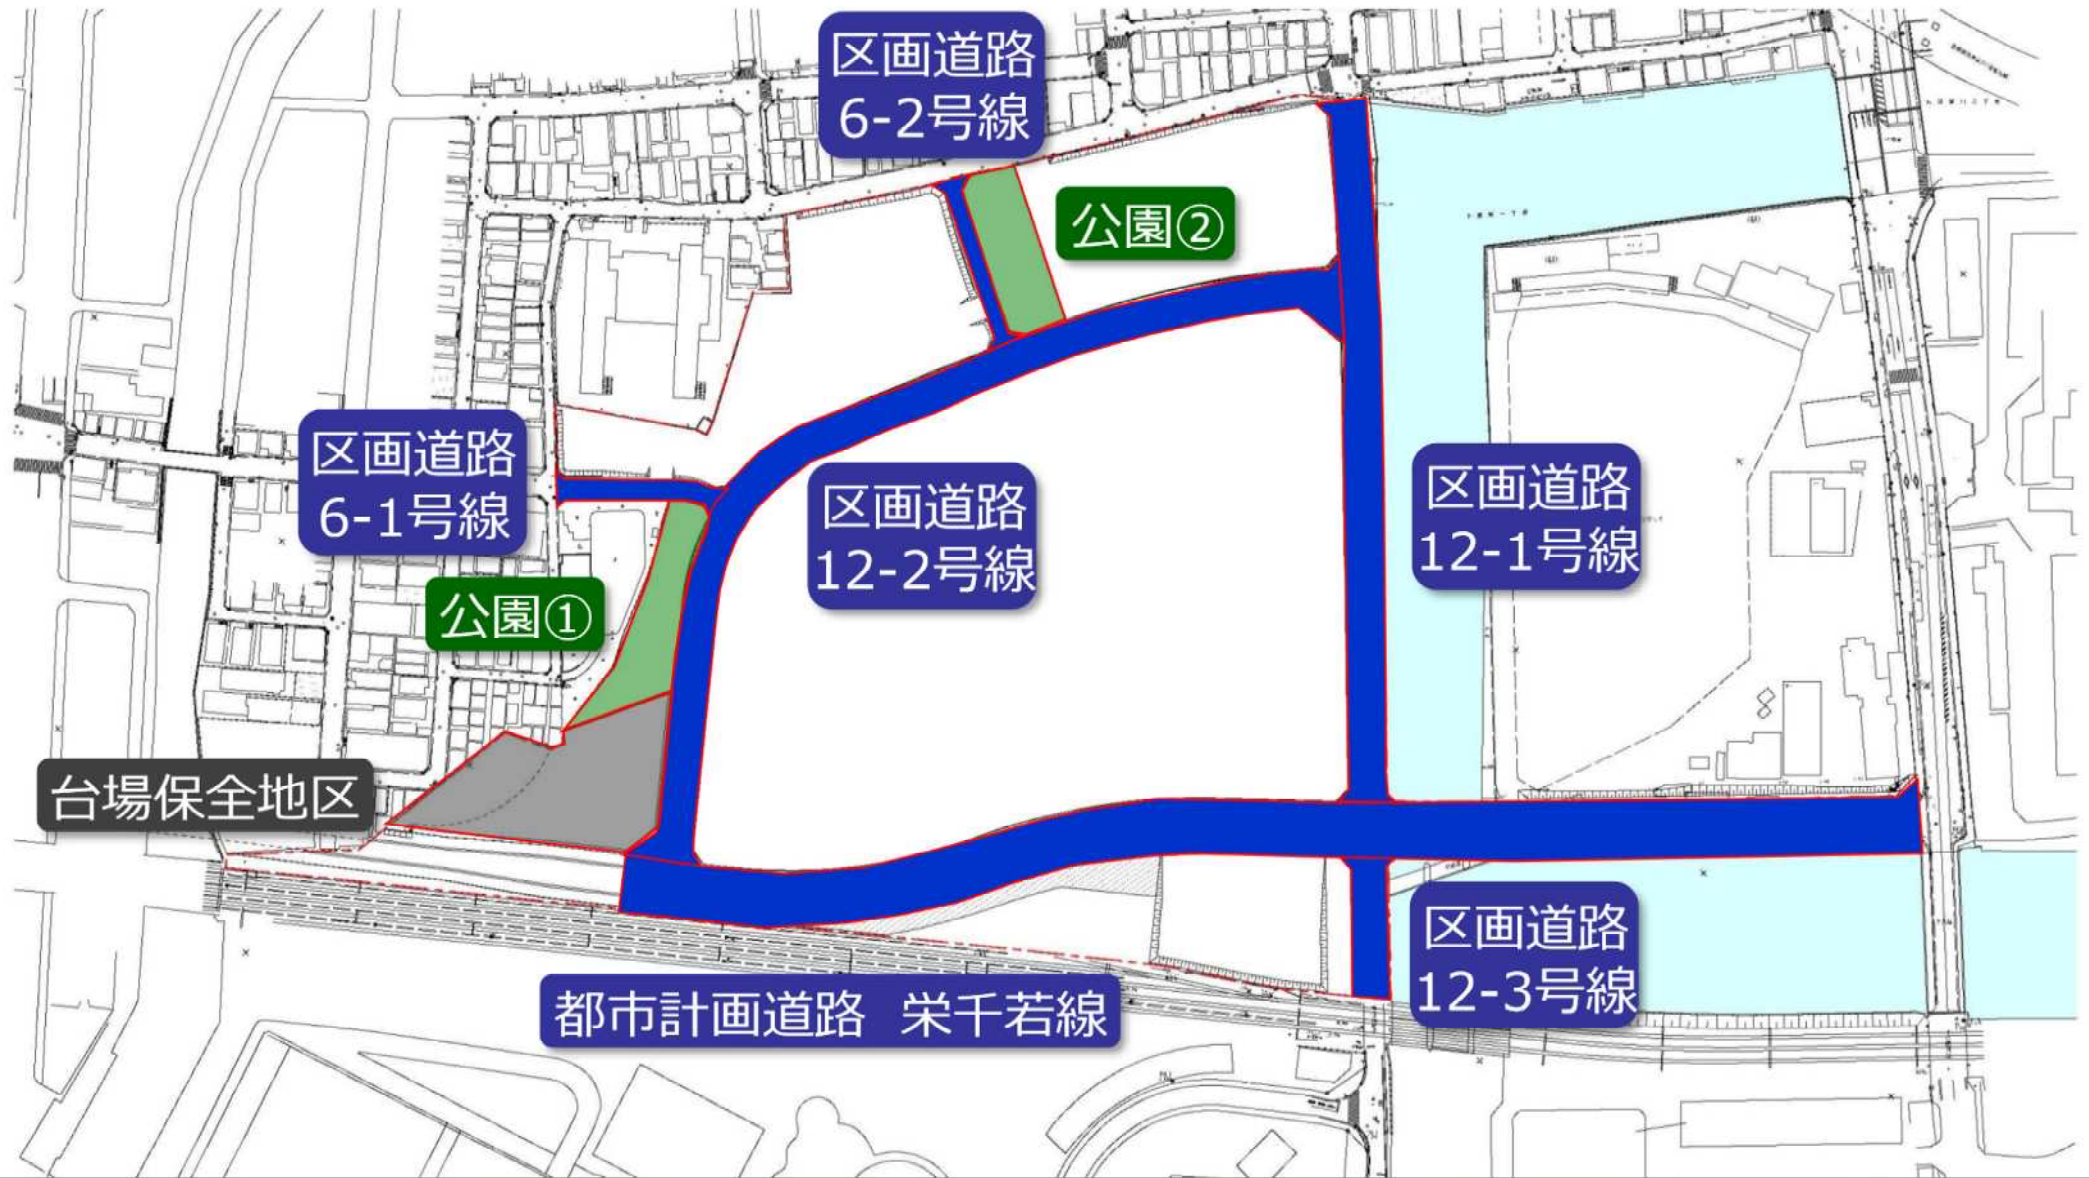 区画道路
6-2号線
公園②
区画道路
6-1号線
区画道路
12-2号線
区画道路
12-1号線
公園①
台場保全地区
区画道路
12-3号線
都市計画道路 栄千若線